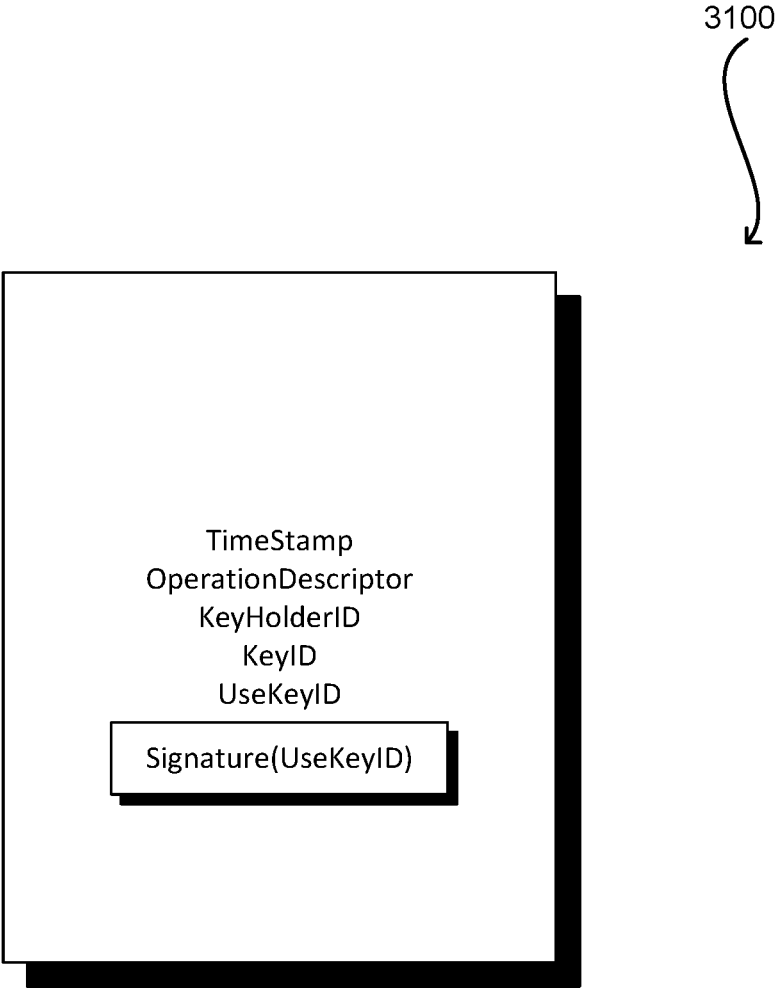 3100
TimeStamp
OperationDescriptor
KeyHolderID
KeyID
UseKeyID
Signature(UseKeyID)